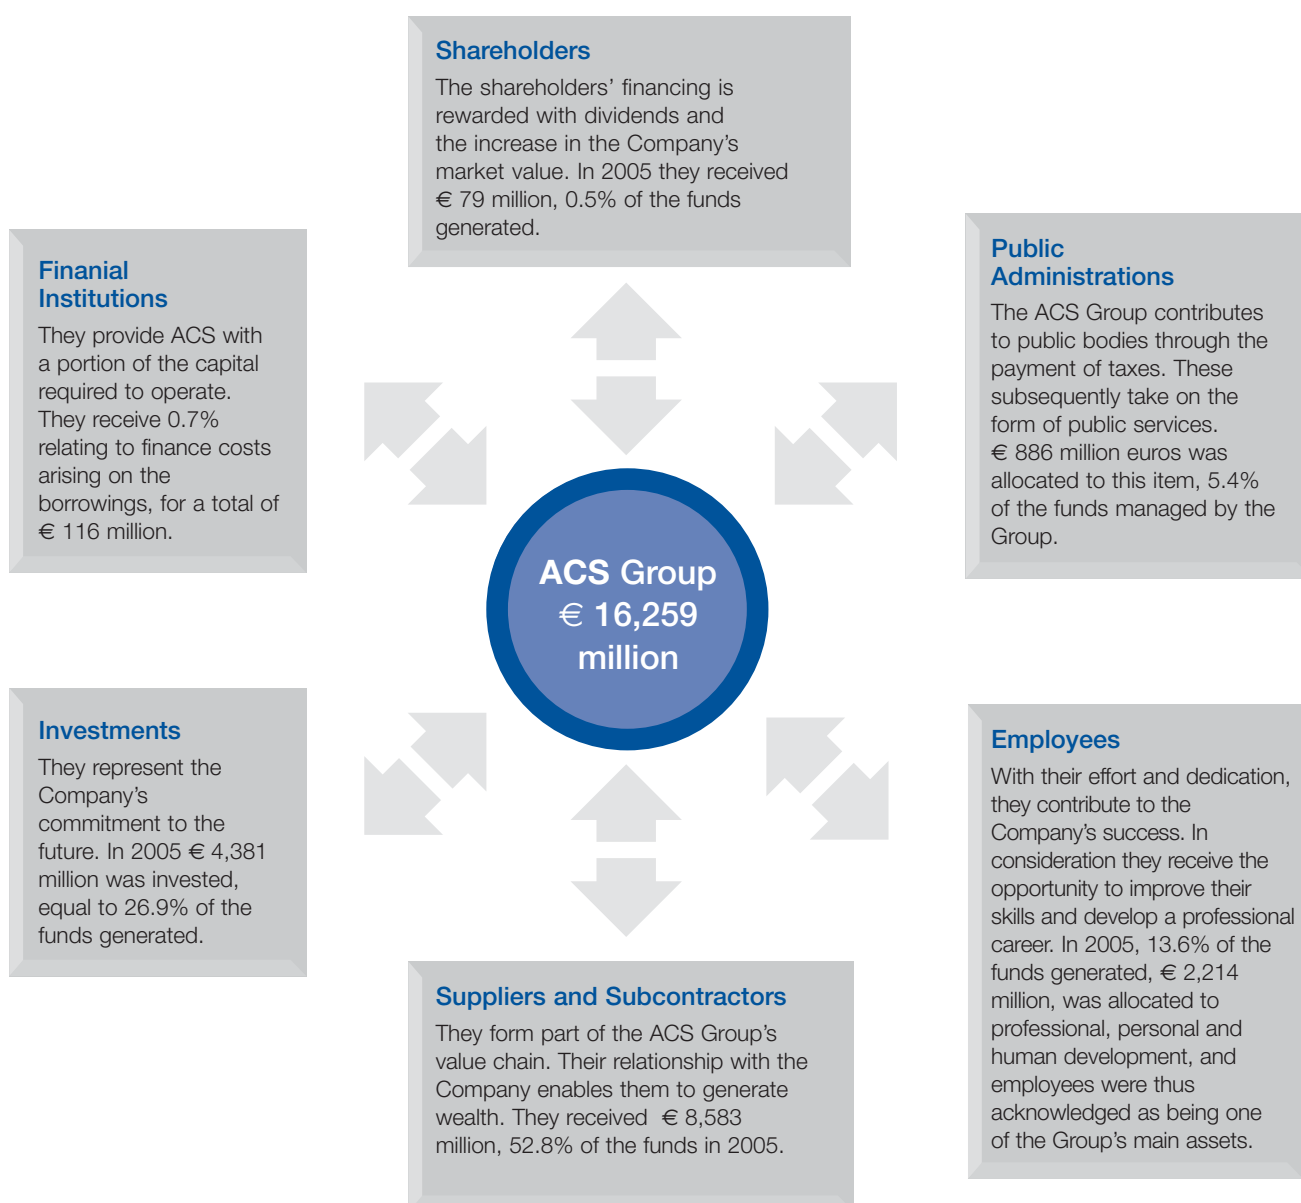 Shareholders
The shareholders’ financing is
rewarded with dividends and
the increase in the Company’s
market value. In 2005 they received
€ 79 million, 0.5% of the funds
generated.
Finanial
Institutions
They provide ACS with
a portion of the capital
required to operate.
They receive 0.7%
relating to finance costs
arising on the
borrowings, for a total of
€ 116 million.
Public
Administrations
The ACS Group contributes
to public bodies through the
payment of taxes. These
subsequently take on the
form of public services.
€ 886 million euros was
allocated to this item, 5.4%
of the funds managed by the
Group.
ACS Group
€ 16,259
million
Investments
They represent the
Company’s
commitment to the
future. In 2005 € 4,381
million was invested,
equal to 26.9% of the
funds generated.
Employees
With their effort and dedication,
they contribute to the
Company’s success. In
consideration they receive the
opportunity to improve their
skills and develop a professional
career. In 2005, 13.6% of the
funds generated, € 2,214
million, was allocated to
professional, personal and
human development, and
employees were thus
acknowledged as being one
of the Group’s main assets.
Suppliers and Subcontractors
They form part of the ACS Group’s
value chain. Their relationship with the
Company enables them to generate
wealth. They received € 8,583
million, 52.8% of the funds in 2005.